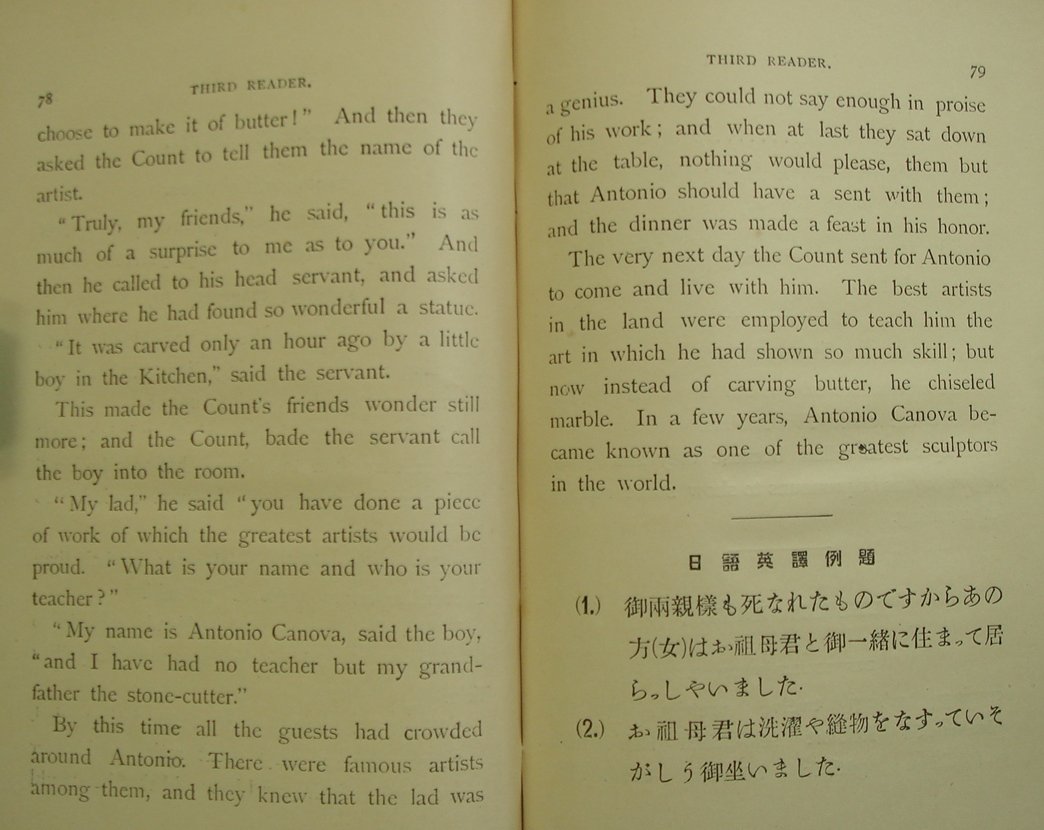 78
THIRD READER.
choose to make it of butter!" And then they
asked the Count to tell them the name of the
artist.
"Truly, my friends," he said, "this is as
much of a surprise to me as to you." And
then he called to his head servant, and asked
him where he had found so wonderful a statue.
"It was carved only an hour ago by a little
boy in the Kitchen," said the servant.
This made the Count's friends wonder still
more; and the Count, bade the servant call
the boy into the room.
"My lad," he said "you have done a piece
of work of which the greatest artists would be
proud. "What is your name and who is your
teacher?"
"My name is Antonio Canova, said the boy,
"and I have had no teacher but my grand-
father the stone-cutter."
By this time all the guests had crowded
around Antonio. There were famous artists
among them, and they knew that the lad was
THIRD READER.
79
a genius. They could not say enough in proise
of his work; and when at last they sat down
at the table, nothing would please, them but
that Antonio should have a sent with them;
and the dinner was made a feast in his honor.
The very next day the Count sent for Antonio
to come and live with him. The best artists
in the land were employed to teach him the
art in which he had shown so much skill; but
now instead of carving butter, he chiseled
marble. In a few years, Antonio Canova be-
came known as one of the greatest sculptors
in the world.
日語英譯例題
(1.) 御兩親樣も死なれたものですからあの
方(女)はお祖母君と御一緒に住まって居
らっしやいました.
(2.) お祖母君は洗濯や縫物をなすっていそ
がしう御坐いました.